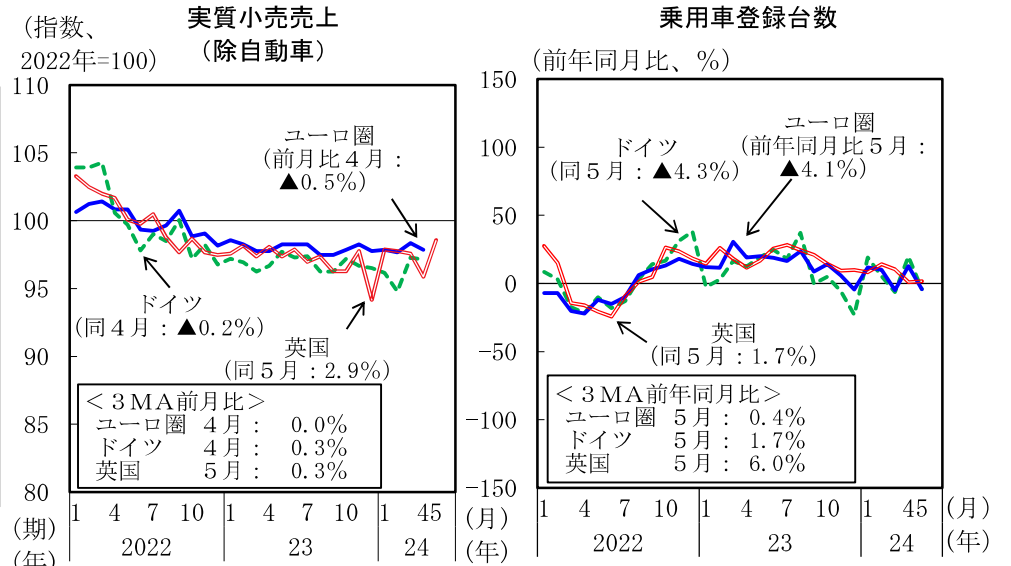 実質小売売上
（除自動車）
（指数、
2022年=100）
110
105
100
95
90
85
80
ユーロ圏
（前月比４月：
▲0.5%）
ドイツ
（同４月：▲0.2%）
英国
（同５月：2.9%）
＜３ＭＡ前月比＞
ユーロ圏 ４月： 0.0%
ドイツ ４月： 0.3%
英国 ５月： 0.3%
1 4 7 10 1 4 7 10 1 45
（期）
（月）
2022 23 24
（年）
（年）
乗用車登録台数
（前年同月比、％）
150
100
50
0
−50
−100
−150
ドイツ
（同５月：▲4.3%）
ユーロ圏
（前年同月比５月：
▲4.1%）
英国
（同５月：1.7%）
＜３ＭＡ前年同月比＞
ユーロ圏 ５月： 0.4%
ドイツ ５月： 1.7%
英国 ５月： 6.0%
1 4 7 10 1 4 7 10 1 45
（月）
2022 23 24
（年）